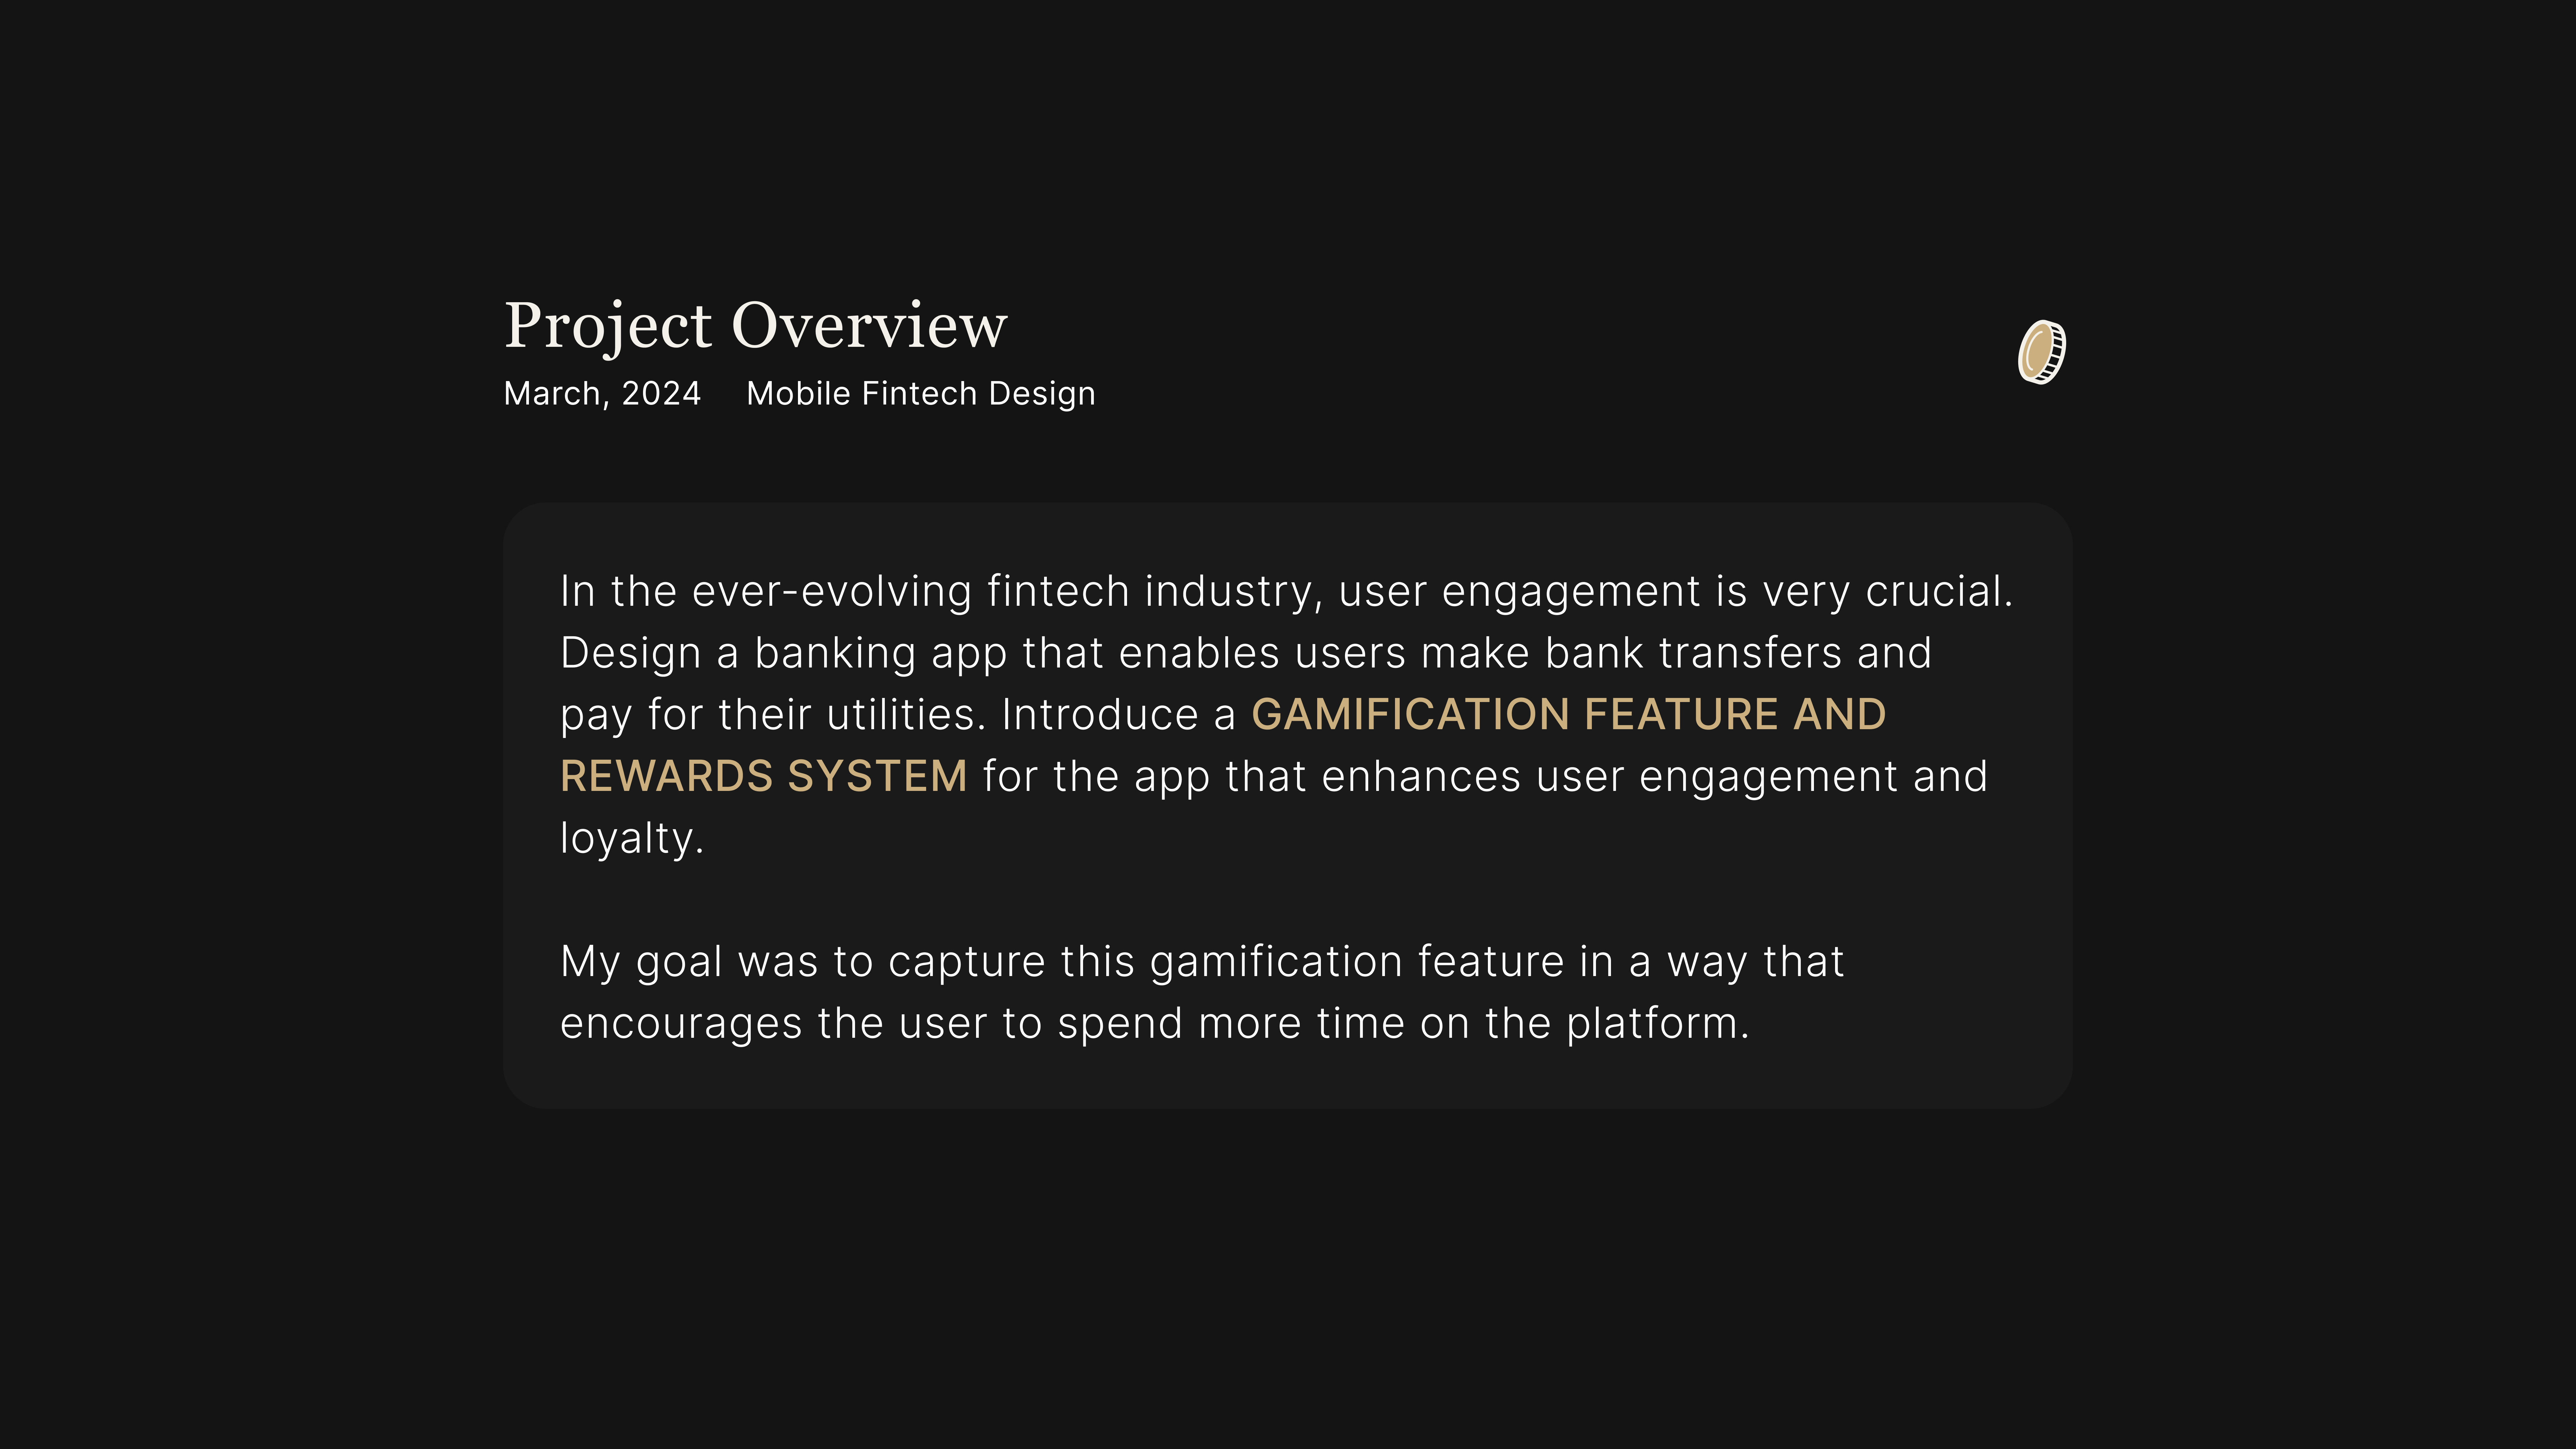 Project Overview
March, 2024 Mobile Fintech Design
In the ever-evolving fintech industry, user engagement is very crucial.
Design a banking app that enables users make bank transfers and
pay for their utilities. Introduce a GAMIFICATION FEATURE AND
REWARDS SYSTEM for the app that enhances user engagement and
loyalty.
My goal was to capture this gamification feature in a way that
encourages the user to spend more time on the platform.